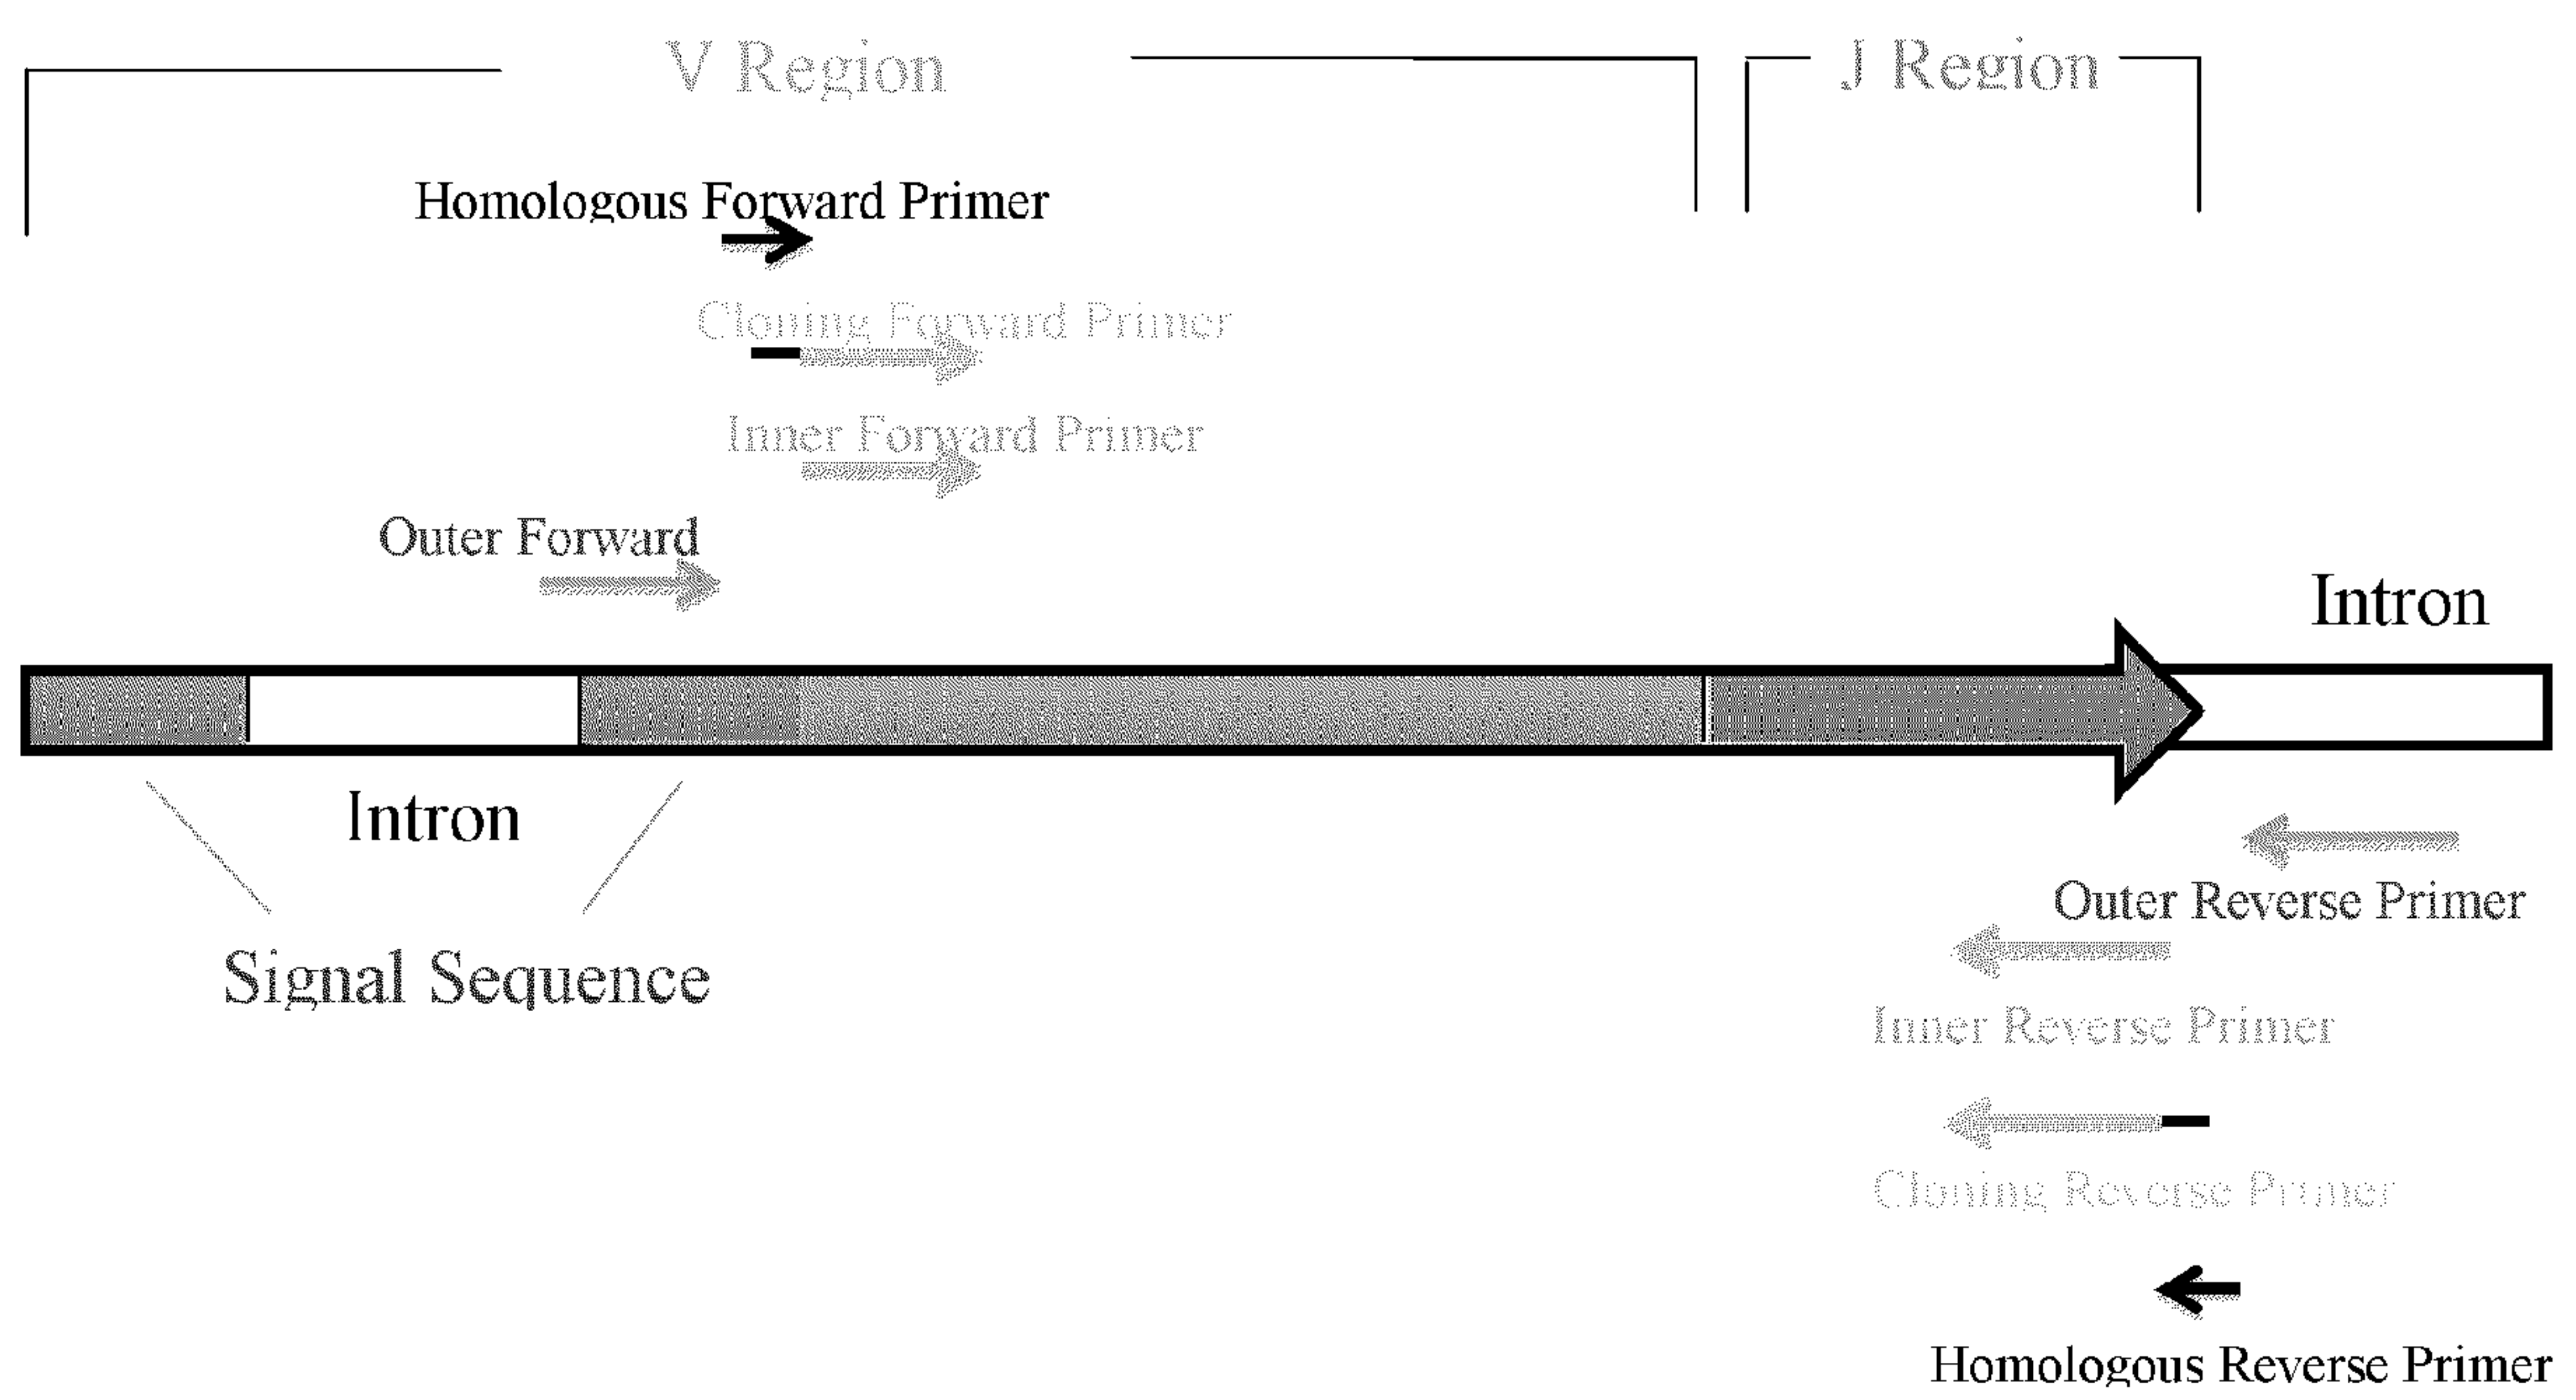 V Region
J Region
Homologous Forward Primer
Cloning Forward Primer
Inner Forward Primer
Outer Forward
Intron
Intron
Outer Reverse Primer
Signal Sequence
Inner Reverse Primer
Cloning Reverse Primer
Homologous Reverse Primer